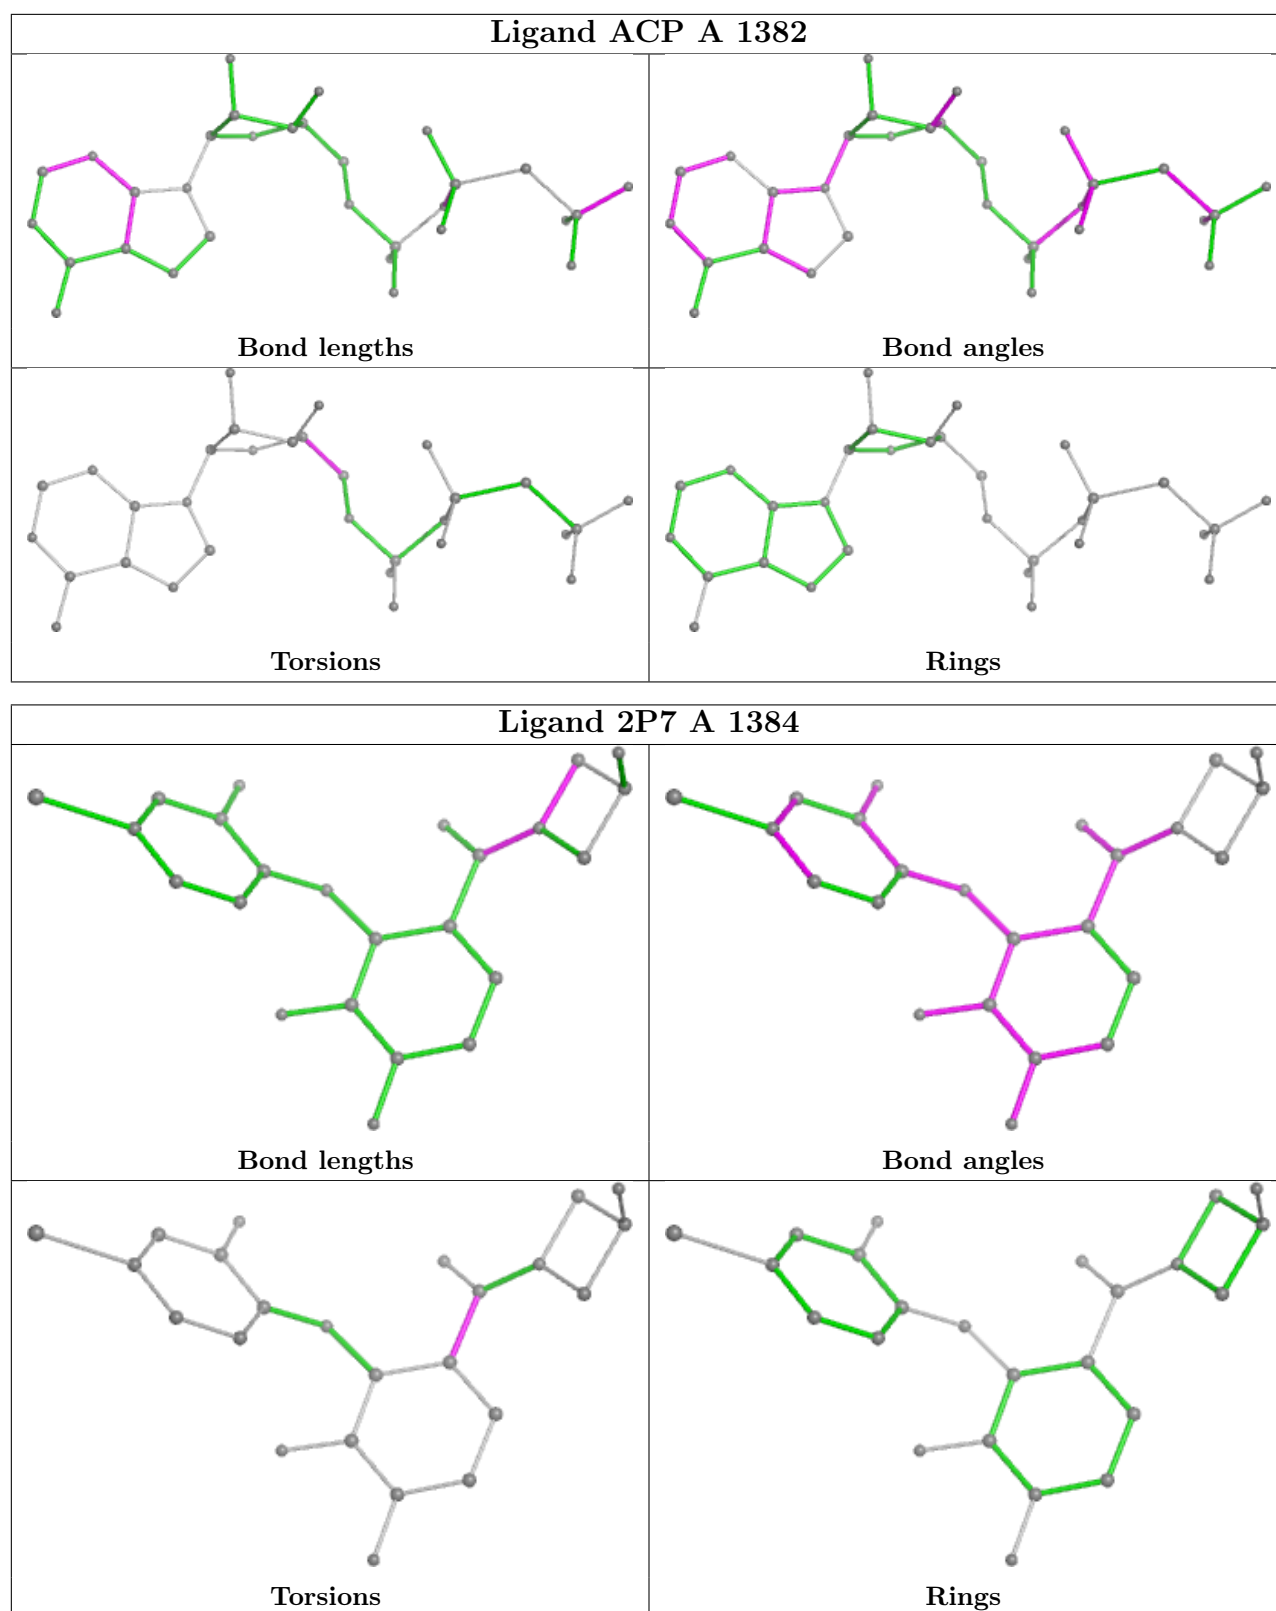 Ligand ACP A 1382
Bond lengths
Bond angles
Torsions
Rings
Ligand 2P7 A 1384
Bond lengths
Bond angles
Torsions
Rings